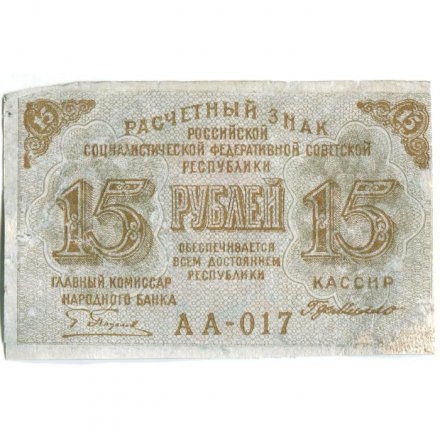 15 15
РАСЧЕТНЫЙ ЗНАК
РОССИЙСКОЙ
СОЦИАЛИСТИЧЕСКОЙ ФЕДЕРАТИВНОЙ СОВЕТСКОЙ
РЕСПУБЛИКИ
15 РУБЛЕЙ 15
ОБЕСПЕЧИВАЕТСЯ
ВСЕМ ДОСТОЯНИЕМ
РЕСПУБЛИКИ
ГЛАВНЫЙ КОМИССАР
НАРОДНОГО БАНКА
КАССИР
АА-017